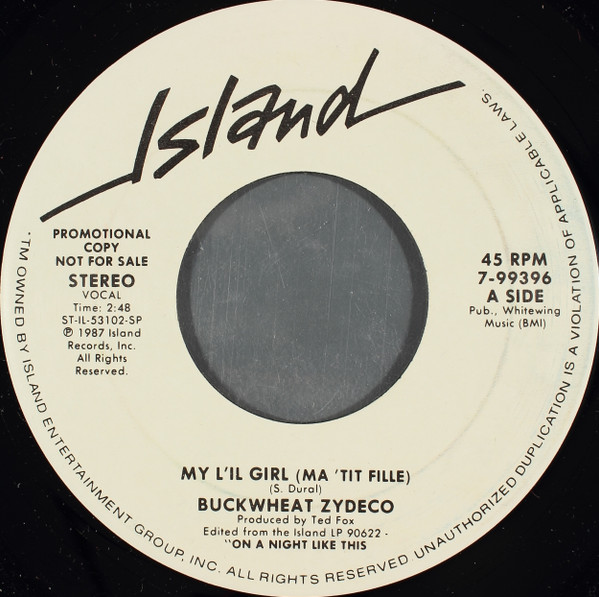 Island
PROMOTIONAL
COPY
NOT FOR SALE
STEREO
VOCAL
Time: 2:48
ST-IL-53102-SP
℗ 1987 Island
Records, Inc.
All Rights
Reserved.
45 RPM
7-99396
A SIDE
Pub., Whitewing
Music (BMI)
MY L'IL GIRL (MA 'TIT FILLE)
(S. Dural)
BUCKWHEAT ZYDECO
Produced by Ted Fox
Edited from the Island LP 90622 -
"ON A NIGHT LIKE THIS
*TM OWNED BY ISLAND ENTERTAINMENT GROUP, INC. ALL RIGHTS RESERVED UNAUTHORIZED DUPLICATION IS A VIOLATION OF APPLICABLE LAWS.